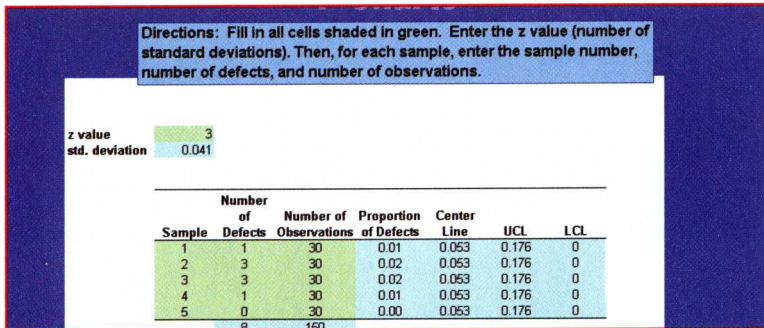 Directions: Fill in all cells shaded in green. Enter the z value (number of
standard deviations). Then, for each sample, enter the sample number,
number of defects, and number of observations.
z value 3
std. deviation 0.041
Number
of Number of Proportion Center
Sample Defects Observations of Defects Line UCL LCL
1 1 30 0.01 0.053 0.176 0
2 3 30 0.02 0.053 0.176 0
3 3 30 0.02 0.053 0.176 0
4 1 30 0.01 0.053 0.176 0
5 0 30 0.00 0.053 0.176 0
8